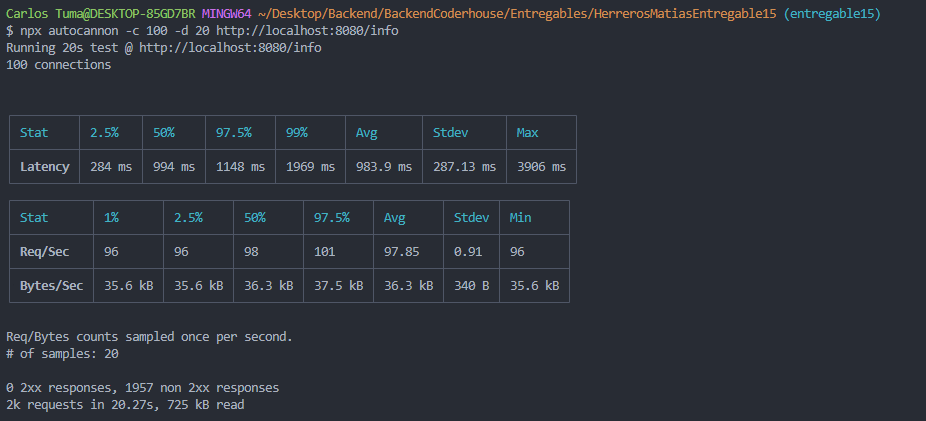 Carlos Tuma@DESKTOP-85GD7BR MINGW64 ~/Desktop/Backend/BackendCoderhouse/Entregables/HerrerosMatiasEntregable15 (entregable15)
$ npx autocannon -c 100 -d 20 http://localhost:8080/info
Running 20s test @ http://localhost:8080/info
100 connections
Stat 2.5% 50% 97.5% 99% Avg Stdev Max
Latency 284 ms 994 ms 1148 ms 1969 ms 983.9 ms 287.13 ms 3906 ms
Stat 1% 2.5% 50% 97.5% Avg Stdev Min
Req/Sec 96 96 98 101 97.85 0.91 96
Bytes/Sec 35.6 kB 35.6 kB 36.3 kB 37.5 kB 36.3 kB 340 B 35.6 kB
Req/Bytes counts sampled once per second.
# of samples: 20
0 2xx responses, 1957 non 2xx responses
2k requests in 20.27s, 725 kB read